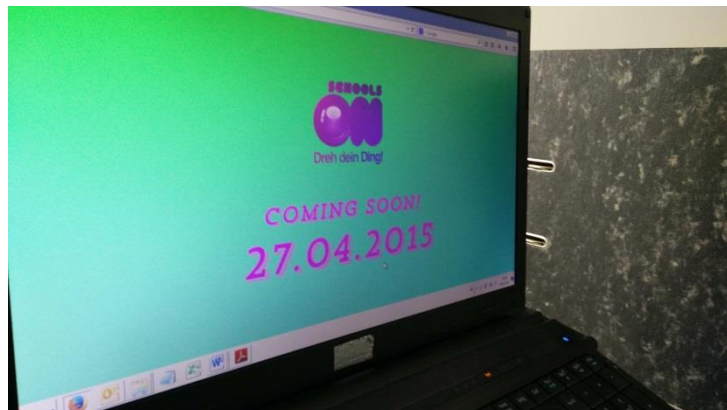 SCHOOLS
ON
Dreh dein Ding!
COMING SOON!
27.04.2015